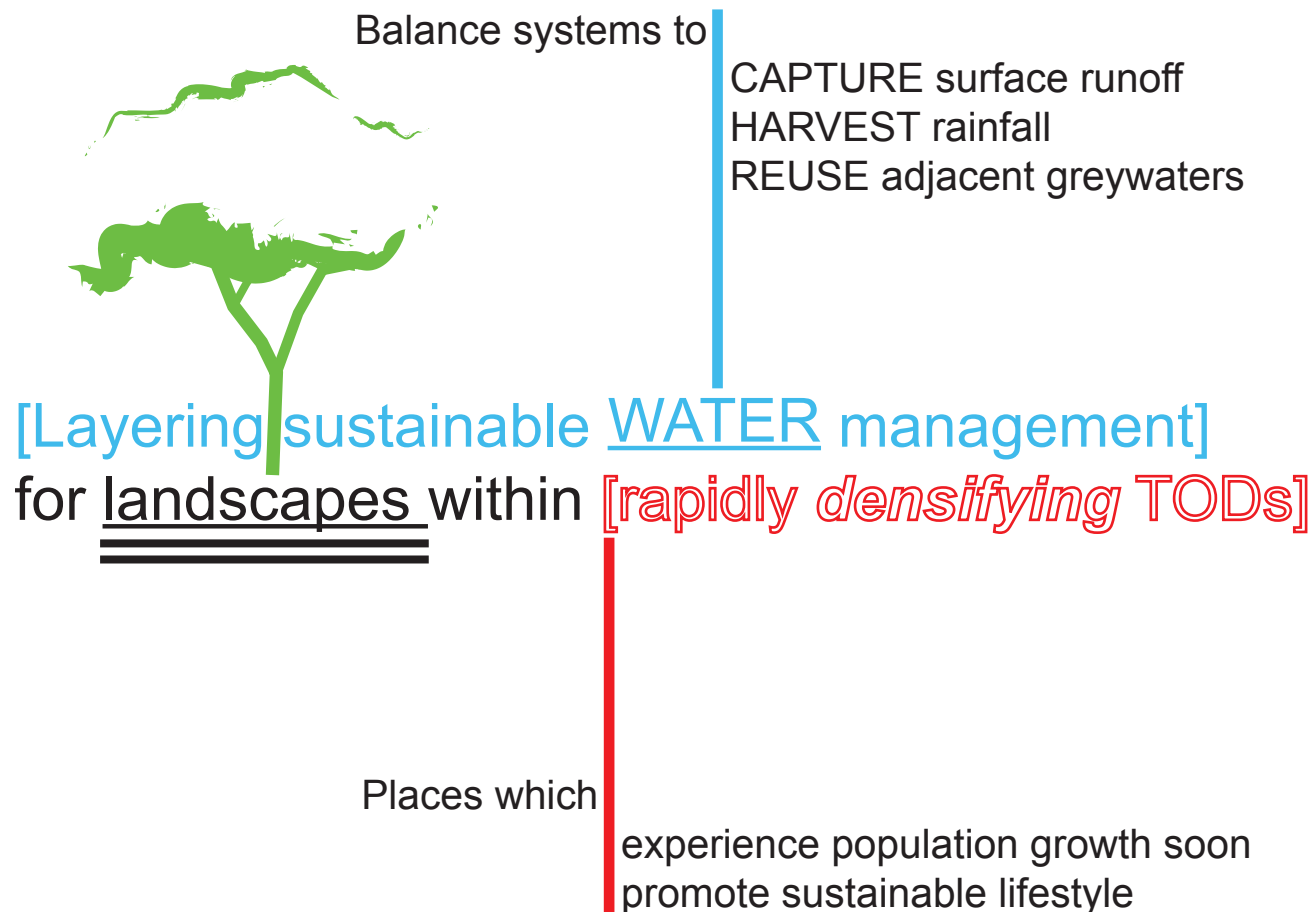 Balance systems to
CAPTURE surface runoff
HARVEST rainfall
REUSE adjacent greywaters
[Layering sustainable WATER management]
for landscapes within [rapidly densifying TODs]
Places which
experience population growth soon
promote sustainable lifestyle